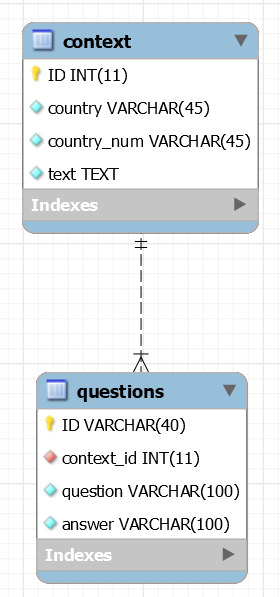 context
ID INT(11)
country VARCHAR(45)
country_num VARCHAR(45)
text TEXT
Indexes
questions
ID VARCHAR(40)
context_id INT(11)
question VARCHAR(100)
answer VARCHAR(100)
Indexes